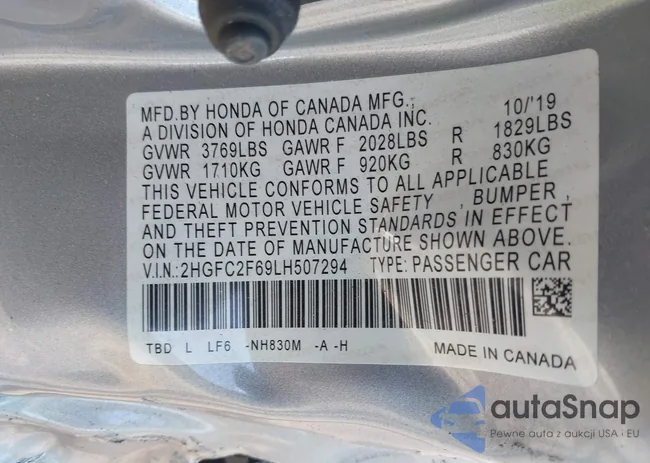 MFD.BY HONDA OF CANADA MFG., 10/'19
A DIVISION OF HONDA CANADA INC.
GVWR 3769LBS GAWR F 2028LBS R 1829LBS
GVWR 1710KG GAWR F 920KG R 830KG
THIS VEHICLE CONFORMS TO ALL APPLICABLE
FEDERAL MOTOR VEHICLE SAFETY , BUMPER ,
AND THEFT PREVENTION STANDARDS IN EFFECT
ON THE DATE OF MANUFACTURE SHOWN ABOVE.
V.I.N.:2HGFC2F69LH507294 TYPE: PASSENGER CAR
TBD L LF6 -NH830M -A -H MADE IN CANADA
autaSnap
Pewne auta z aukcji USA i EU